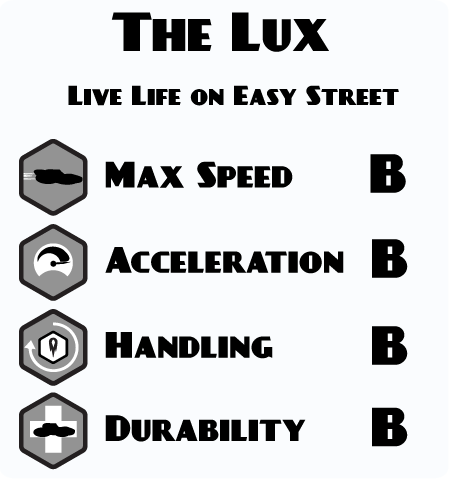 The Lux
Live Life on Easy Street
Max Speed B
Acceleration B
Handling B
Durability B